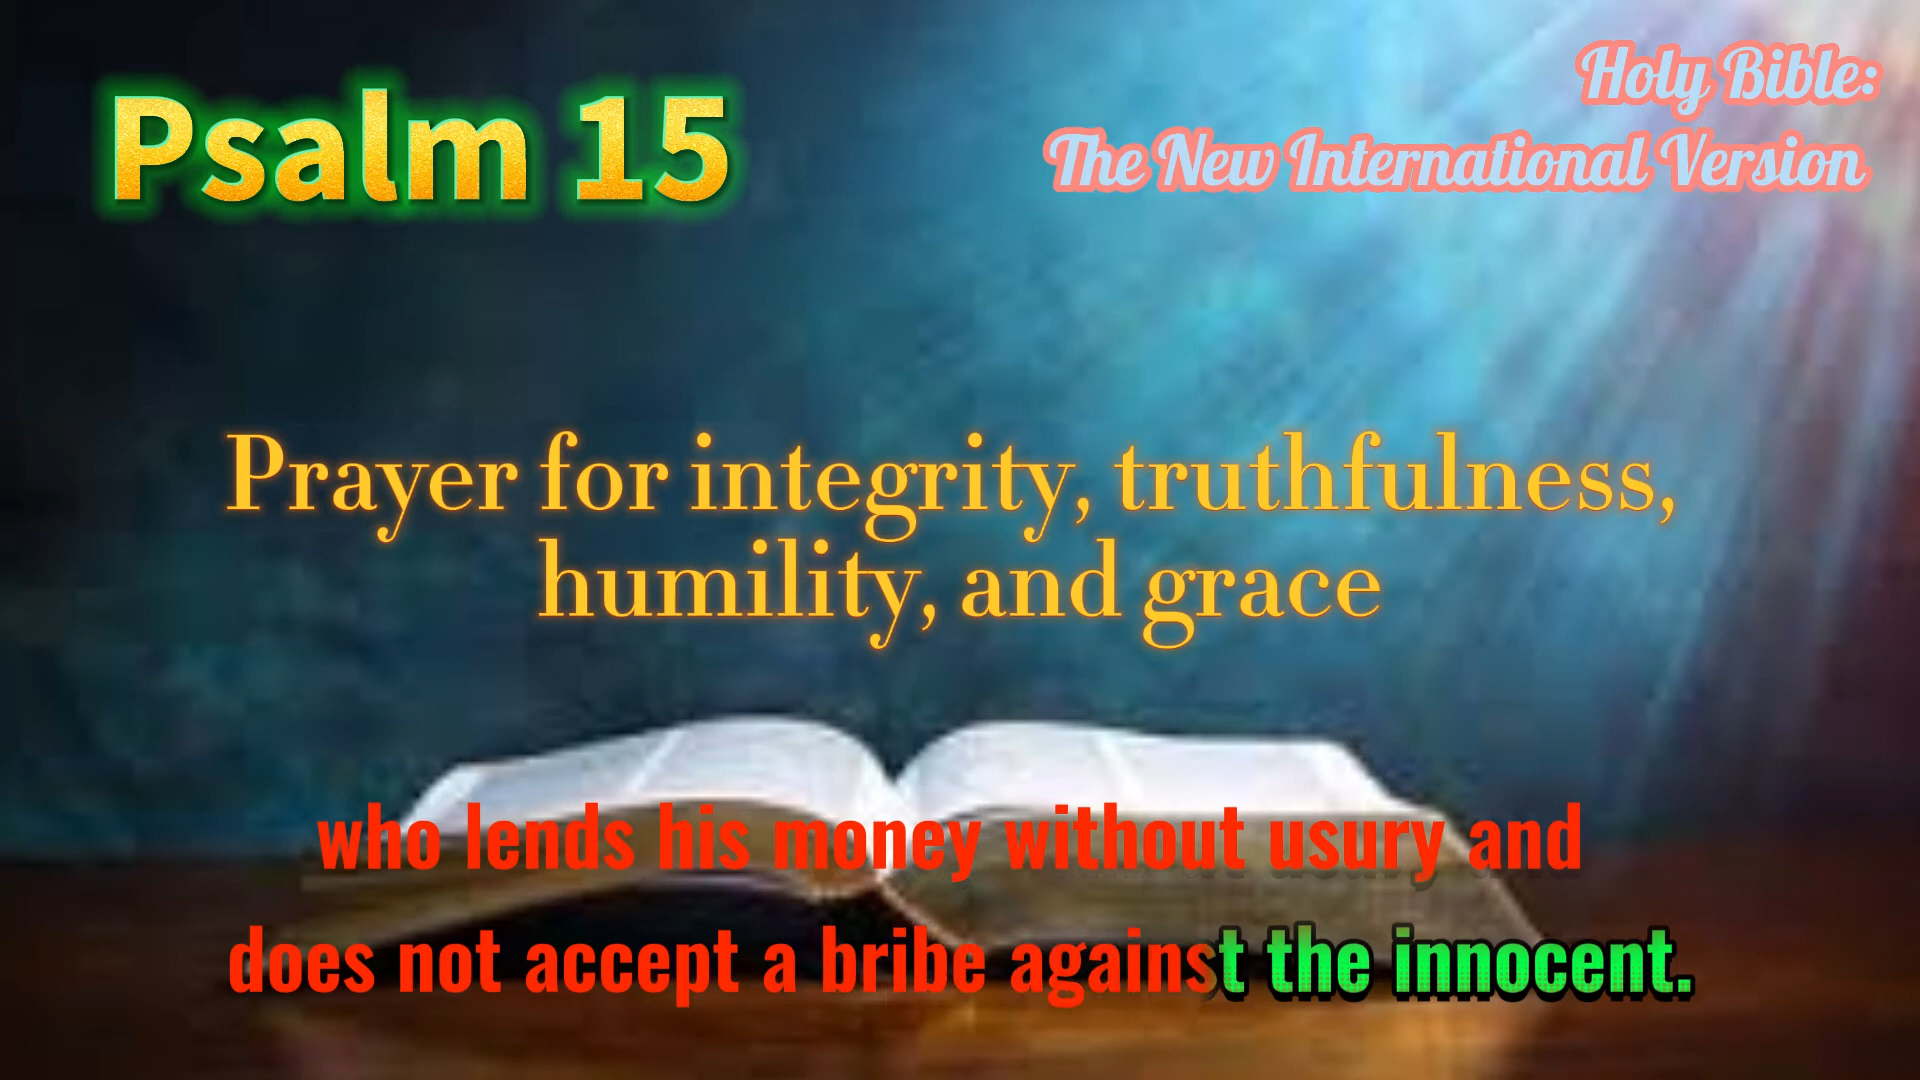 Psalm 15
Holy Bible:
The New International Version
Prayer for integrity, truthfulness,
humility, and grace
who lends his money without usury and
does not accept a bribe against the innocent.